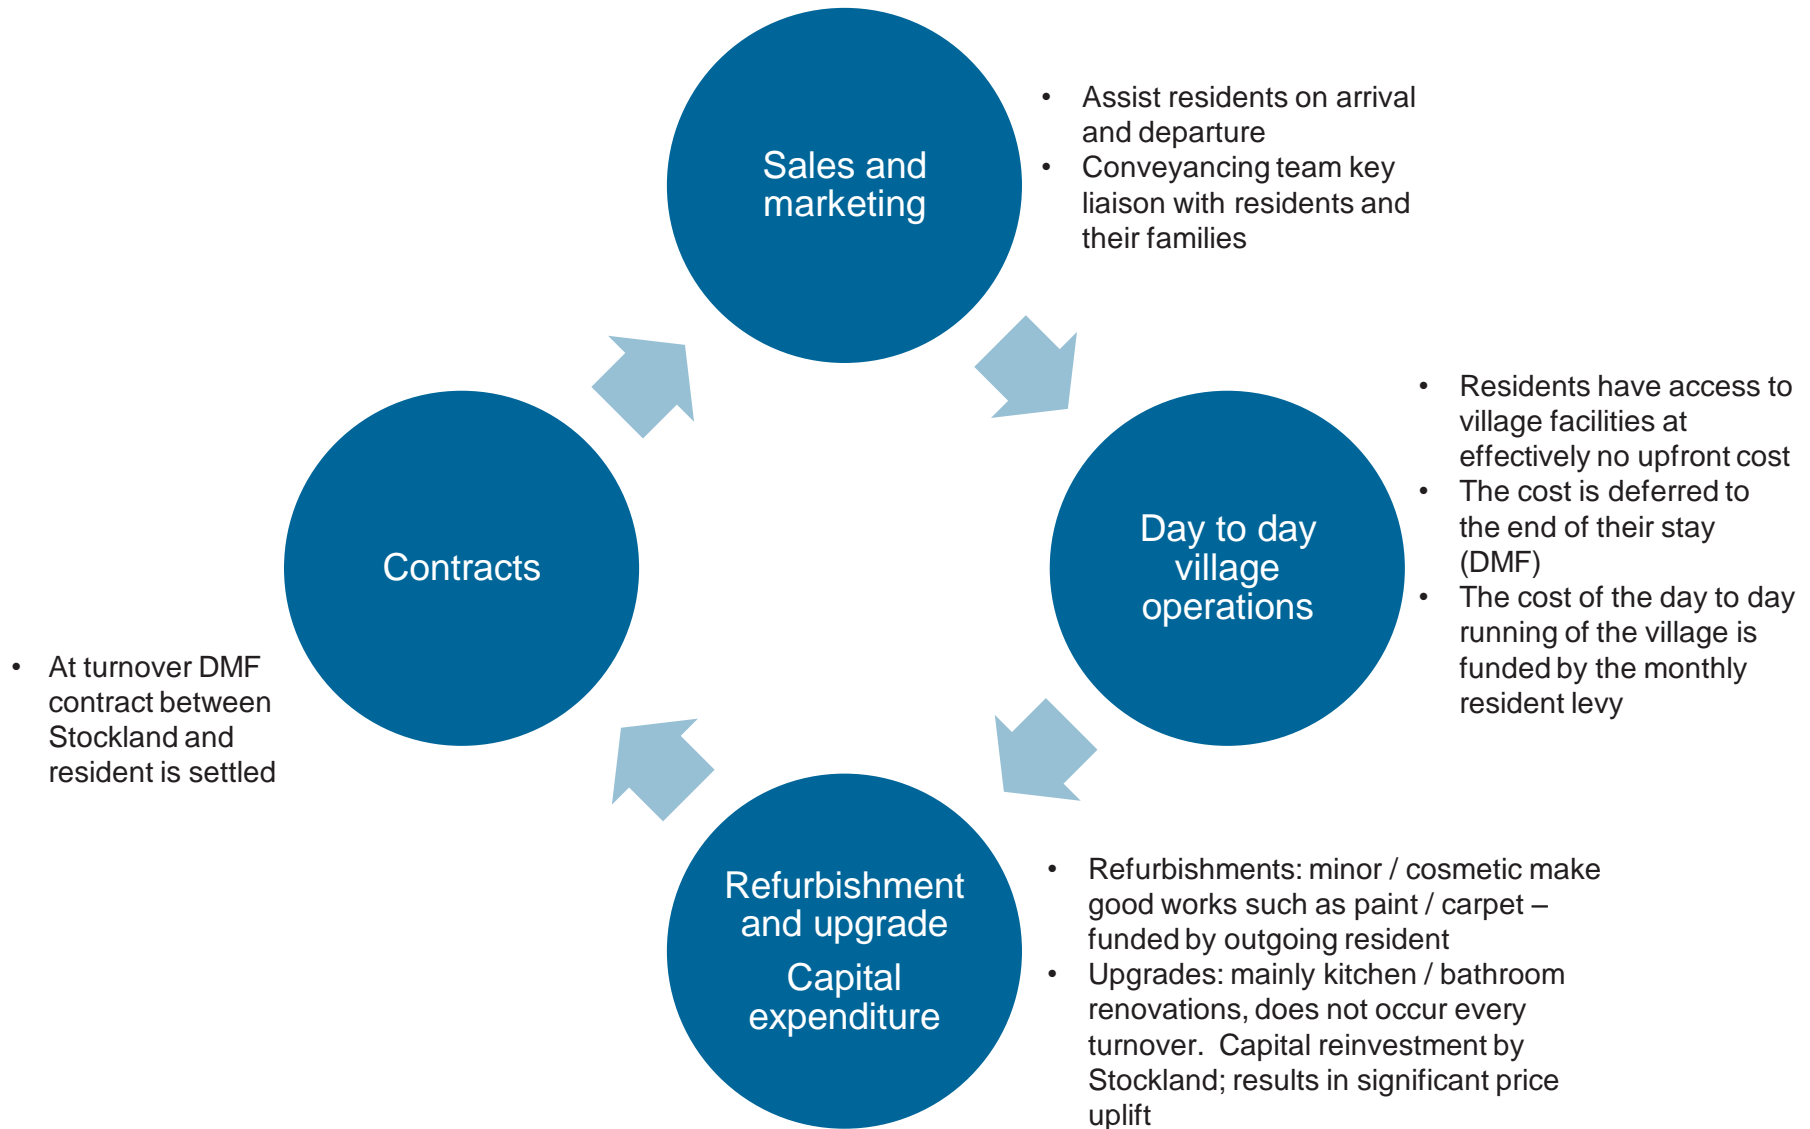 Sales and
marketing
• Assist residents on arrival
and departure
• Conveyancing team key
liaison with residents and
their families
Day to day
village
operations
• Residents have access to
village facilities at
effectively no upfront cost
• The cost is deferred to
the end of their stay
(DMF)
• The cost of the day to day
running of the village is
funded by the monthly
resident levy
Refurbishment
and upgrade
Capital
expenditure
• Refurbishments: minor / cosmetic make
good works such as paint / carpet –
funded by outgoing resident
• Upgrades: mainly kitchen / bathroom
renovations, does not occur every
turnover.  Capital reinvestment by
Stockland; results in significant price
uplift
Contracts
• At turnover DMF
contract between
Stockland and
resident is settled